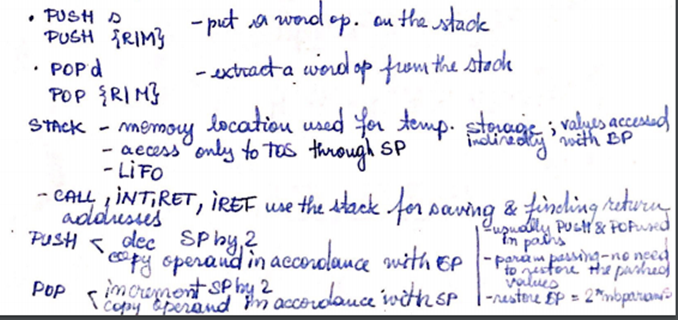 • PUSH s - put a word op. on the stack
PUSH {R|M}
• POP d - extract a word op from the stack
POP {R|M}
STACK - memory location used for temp. storage; values accessed indirectly with BP
- access only to TOS through SP
- LIFO
- CALL, INT, RET, IRET use the stack for saving & finding return
addresses
PUSH dec SP by 2
copy operand in accordance with SP
POP increment SP by 2
copy operand in accordance with SP
- usually PUSH & POP used
in pairs
- param passing - no need
to restore the pushed
values
- restore SP = 2*nbparams